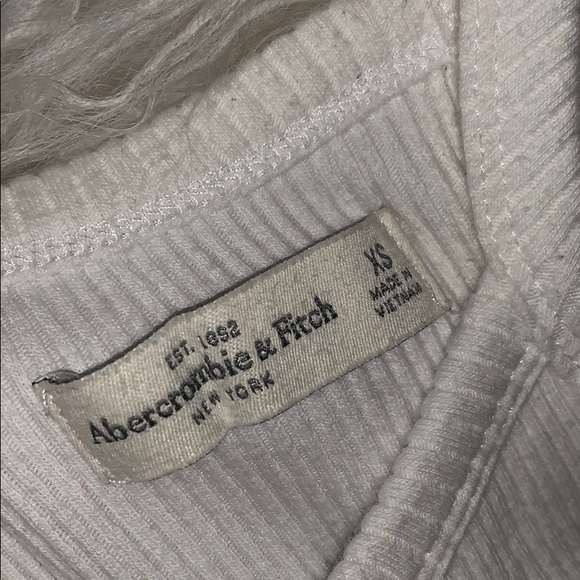 EST. 1892
Abercrombie & Fitch
NEW YORK
XS
MADE IN
VIETNAM